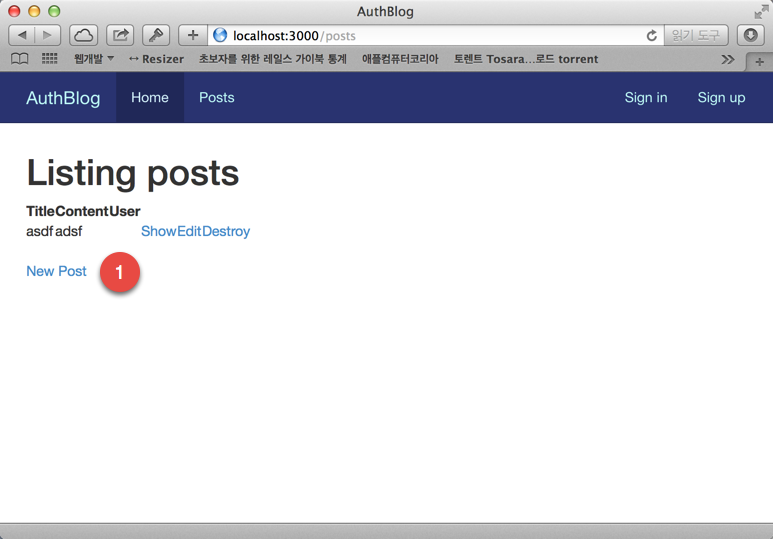 AuthBlog
localhost:3000/posts
읽기 도구
웹개발 Resizer 초보자를 위한 레일스 가이북 통계 애플컴퓨터코리아 토렌트 Tosara...로드 torrent
AuthBlog Home Posts Sign in Sign up
Listing posts
Title Content User
asdf adsf Show Edit Destroy
New Post 1